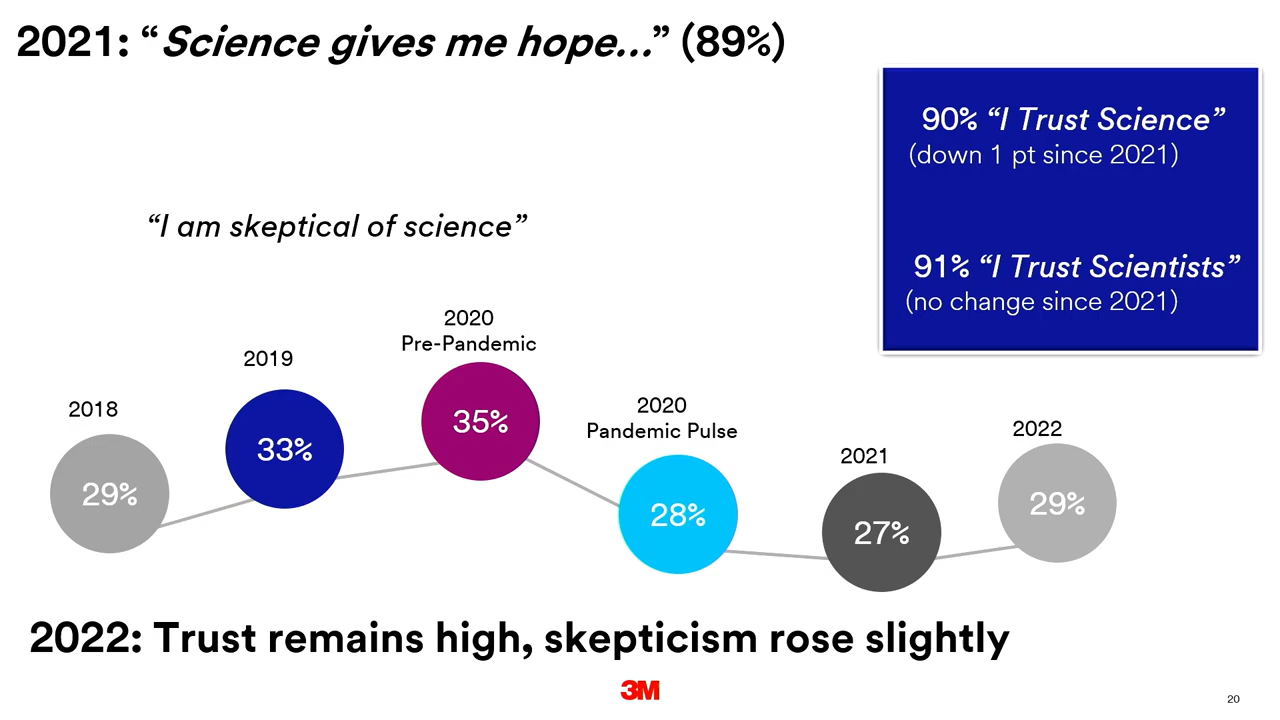 2021: “Science gives me hope...” (89%)
90% “I Trust Science”
(down 1 pt since 2021)
91% “I Trust Scientists”
(no change since 2021)
“I am skeptical of science”
2018
29%
2019
33%
2020
Pre-Pandemic
35%
2020
Pandemic Pulse
28%
2021
27%
2022
29%
2022: Trust remains high, skepticism rose slightly
3M
20